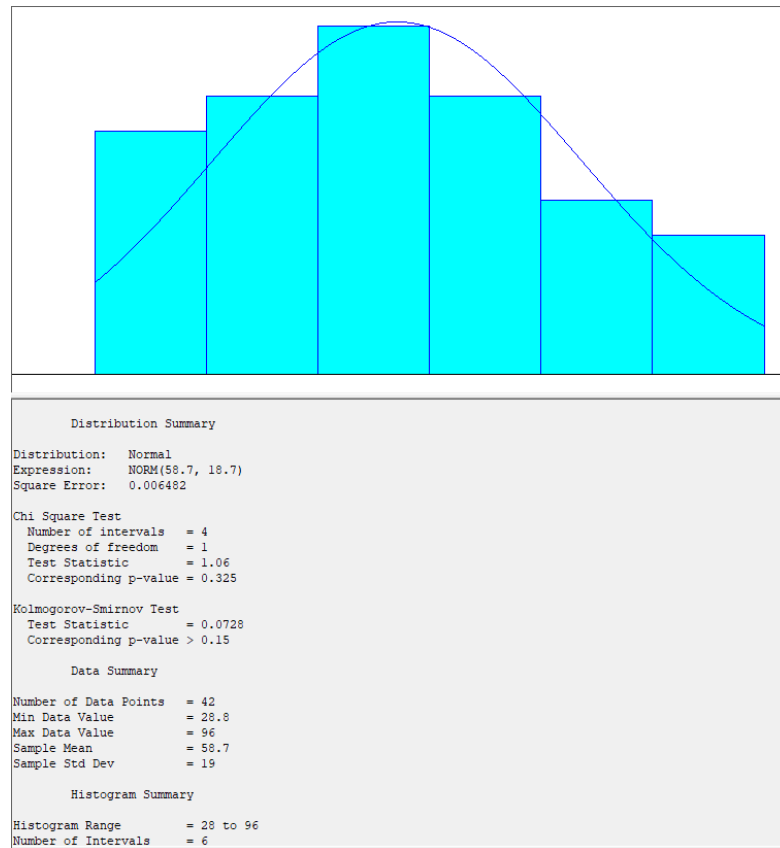 Distribution Summary
Distribution: Normal
Expression: NORM(58.7, 18.7)
Square Error: 0.006482
Chi Square Test
Number of intervals = 4
Degrees of freedom = 1
Test Statistic = 1.06
Corresponding p-value = 0.325
Kolmogorov-Smirnov Test
Test Statistic = 0.0728
Corresponding p-value > 0.15
Data Summary
Number of Data Points = 42
Min Data Value = 28.8
Max Data Value = 96
Sample Mean = 58.7
Sample Std Dev = 19
Histogram Summary
Histogram Range = 28 to 96
Number of Intervals = 6